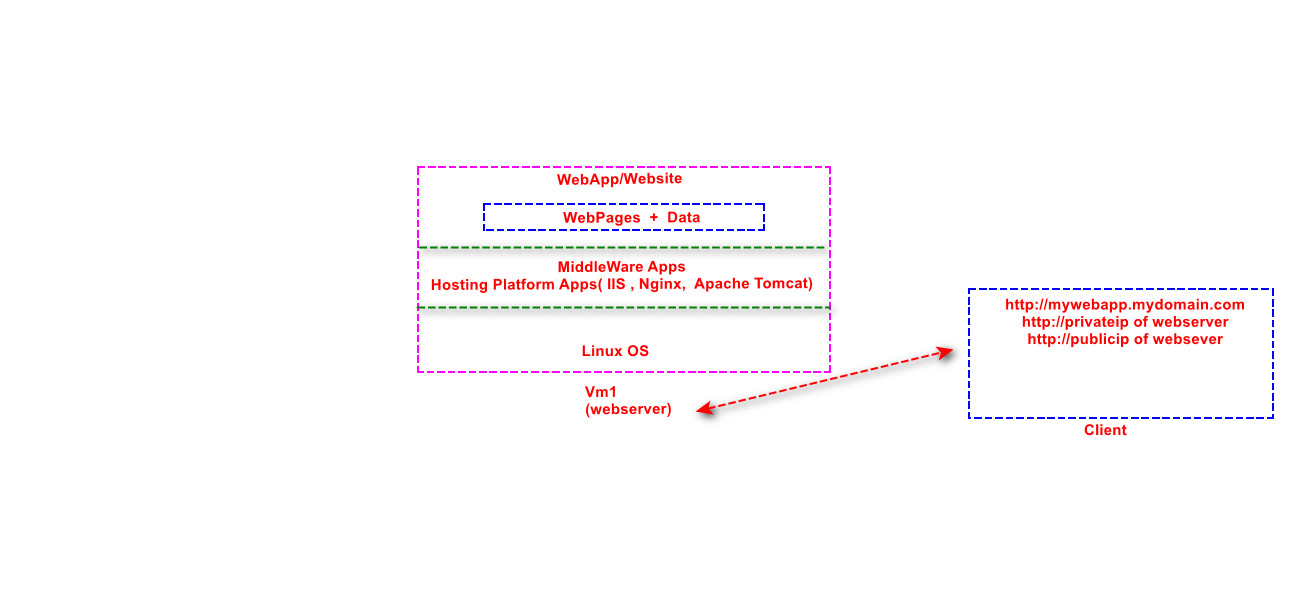 WebApp/Website
WebPages + Data
MiddleWare Apps
Hosting Platform Apps( IIS , Nginx, Apache Tomcat)
Linux OS
Vm1
(webserver)
http://mywebapp.mydomain.com
http://privateip of webserver
http://publicip of websever
Client